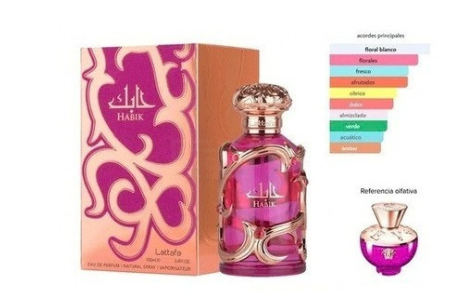 acordes principales
floral blanco
florales
fresco
afrutados
cítrico
dulce
almizclado
verde
acuático
ámbar
حبيك
HABIK
حبيك
HABIK
Lattafa
EAU DE PARFUM / NATURAL SPRAY / VAPORISATEUR
Referencia olfativa